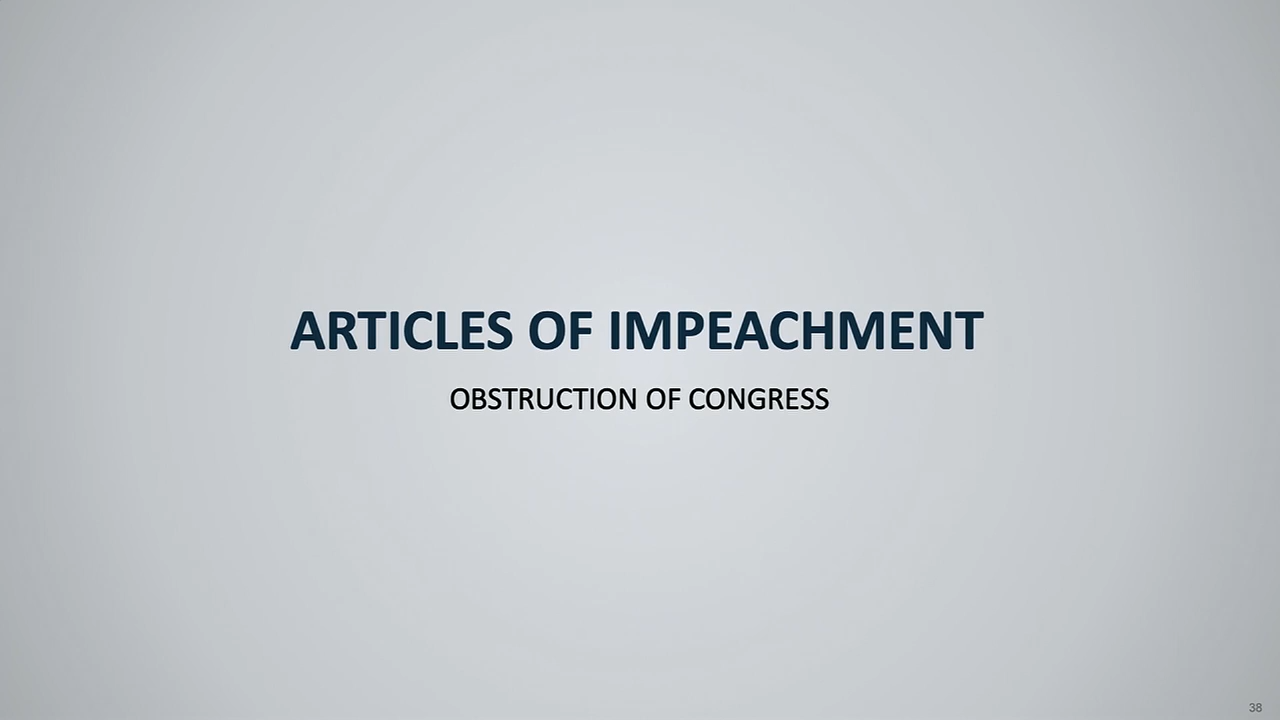 ARTICLES OF IMPEACHMENT
OBSTRUCTION OF CONGRESS
38